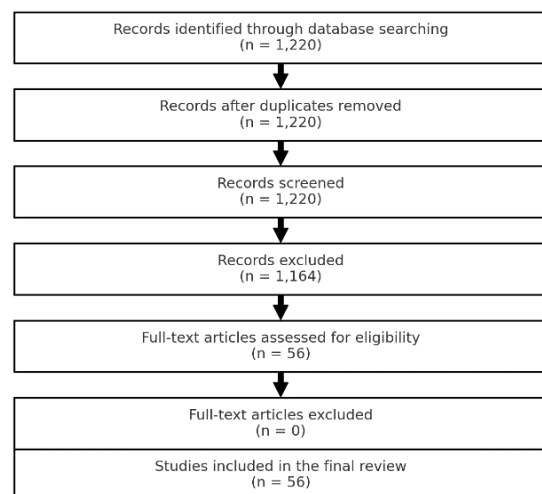 Records identified through database searching
(n = 1,220)
Records after duplicates removed
(n = 1,220)
Records screened
(n = 1,220)
Records excluded
(n = 1,164)
Full-text articles assessed for eligibility
(n = 56)
Full-text articles excluded
(n = 0)
Studies included in the final review
(n = 56)